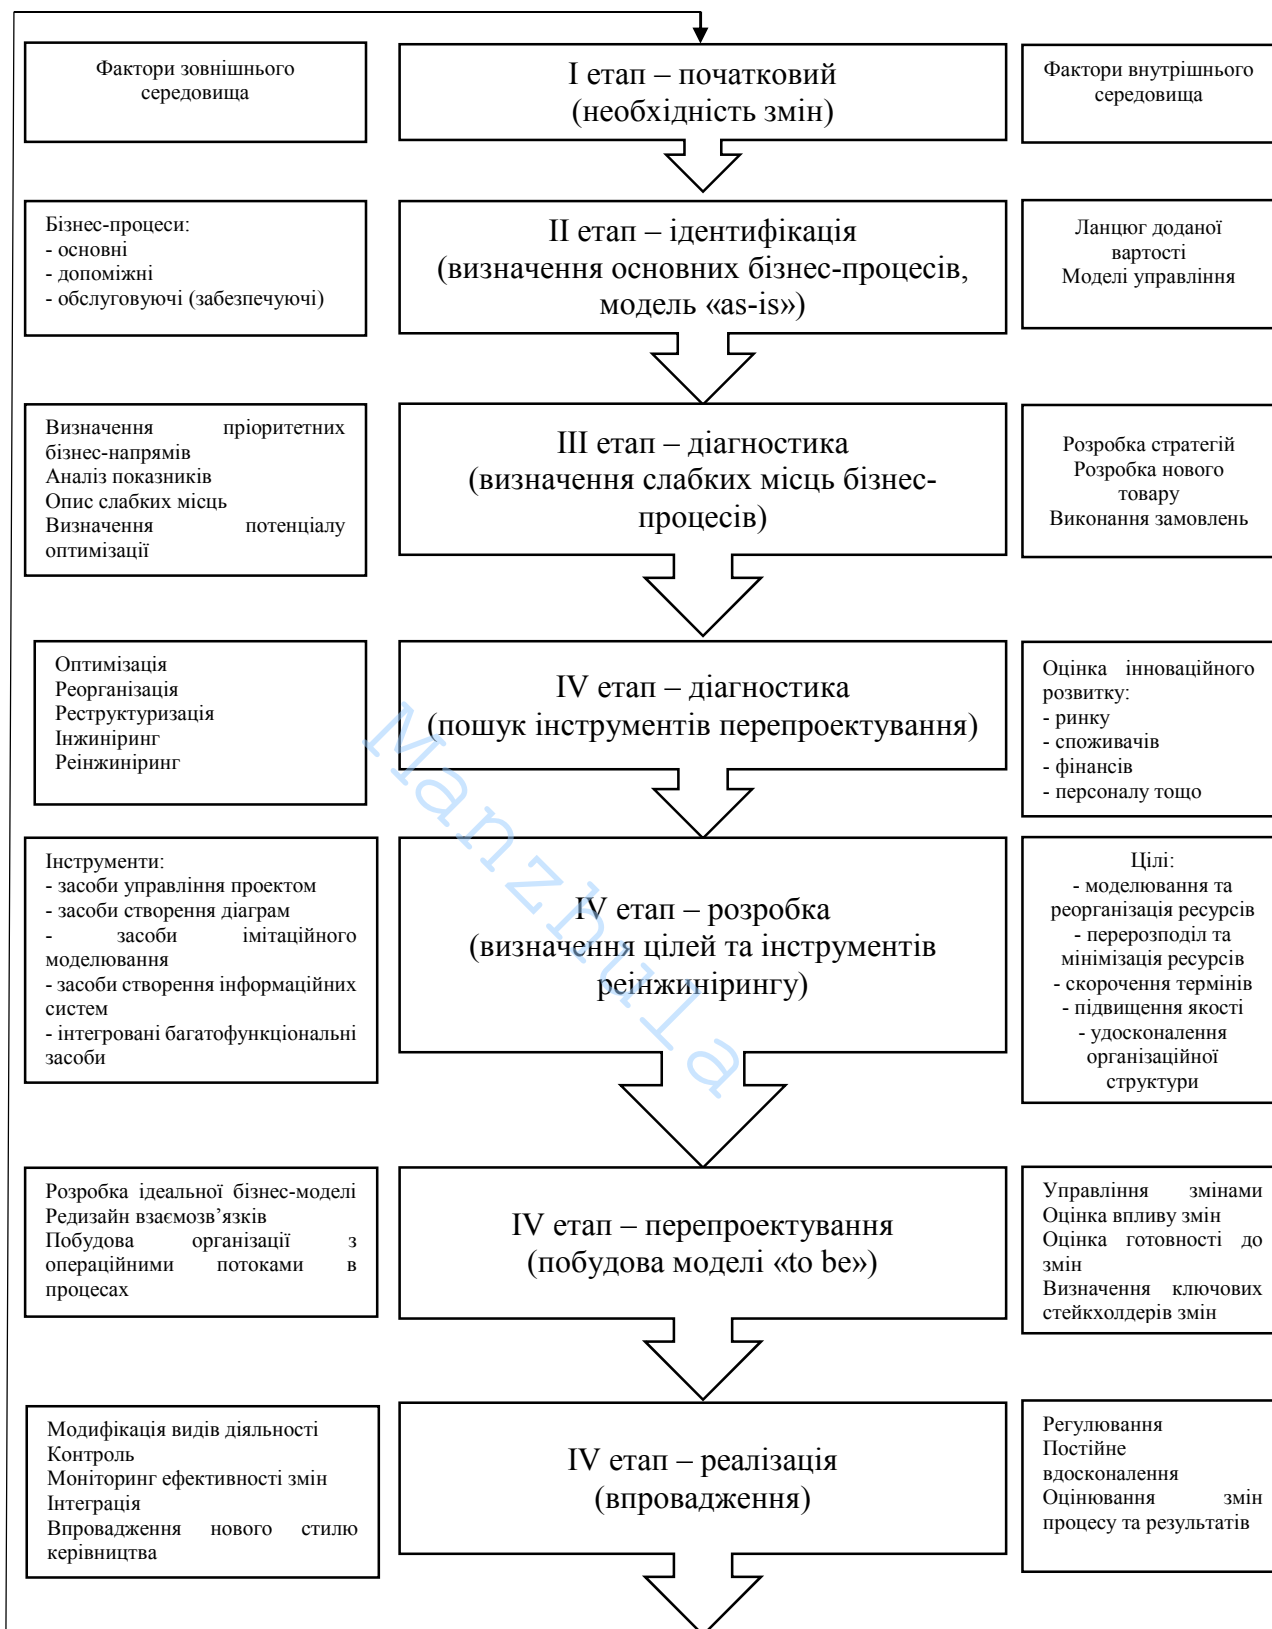 Фактори зовнішнього
середовища
І етап – початковий
(необхідність змін)
Фактори внутрішнього
середовища
Бізнес-процеси:
- основні
- допоміжні
- обслуговуючі (забезпечуючі)
ІІ етап – ідентифікація
(визначення основних бізнес-процесів,
модель «as-is»)
Ланцюг доданої
вартості
Моделі управління
Визначення пріоритетних
бізнес-напрямів
Аналіз показників
Опис слабких місць
Визначення потенціалу
оптимізації
ІІІ етап – діагностика
(визначення слабких місць бізнес-
процесів)
Розробка стратегій
Розробка нового
товару
Виконання замовлень
Оптимізація
Реорганізація
Реструктуризація
Інжиніринг
Реінжиніринг
IV етап – діагностика
(пошук інструментів перепроектування)
Оцінка інноваційного
розвитку:
- ринку
- споживачів
- фінансів
- персоналу тощо
Інструменти:
- засоби управління проектом
- засоби створення діаграм
- засоби імітаційного
моделювання
- засоби створення інформаційних
систем
- інтегровані багатофункціональні
засоби
IV етап – розробка
(визначення цілей та інструментів
реінжинірингу)
Цілі:
- моделювання та
реорганізація ресурсів
- перерозподіл та
мінімізація ресурсів
- скорочення термінів
- підвищення якості
- удосконалення
організаційної
структури
Розробка ідеальної бізнес-моделі
Редизайн взаємозв’язків
Побудова організації з
операційними потоками в
процесах
IV етап – перепроектування
(побудова моделі «to be»)
Управління змінами
Оцінка впливу змін
Оцінка готовності до
змін
Визначення ключових
стейкхолдерів змін
Модифікація видів діяльності
Контроль
Моніторинг ефективності змін
Інтеграція
Впровадження нового стилю
керівництва
IV етап – реалізація
(впровадження)
Регулювання
Постійне
вдосконалення
Оцінювання змін
процесу та результатів
Manzhula